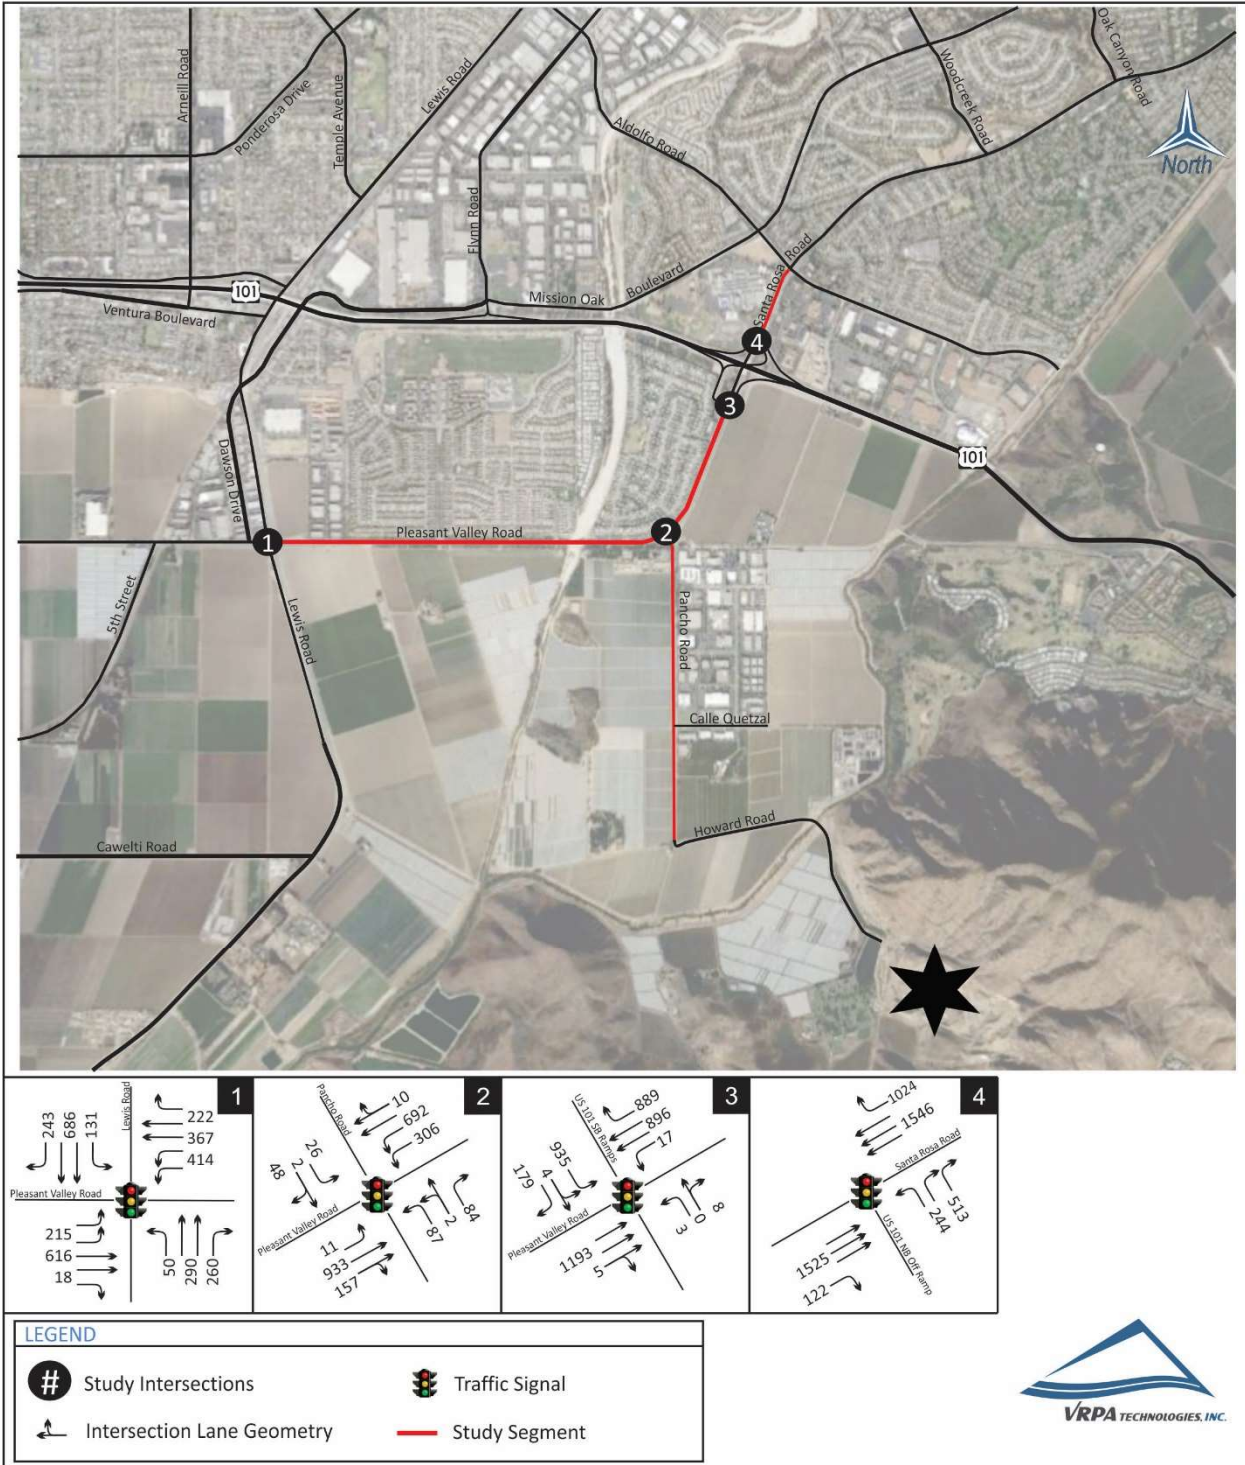 Arneill Road
Ponderosa Drive
Temple Avenue
Lewis Road
Flynn Road
Aldolfo Road
Woodcreek Road
Oak Canyon Road
North
101
Ventura Boulevard
Mission Oak
Boulevard
Santa Rosa Road
4
3
101
Dawson Drive
1
Pleasant Valley Road
2
5th Street
Lewis Road
Pancho Road
Calle Quetzal
Howard Road
Cawelti Road
1
Lewis Road
243
686
131
222
367
414
Pleasant Valley Road
215
616
18
50
290
260
2
Pancho Road
10
692
306
26
2
48
Pleasant Valley Road
11
933
157
87
2
84
3
US 101 SB Ramps
889
896
17
935
4
179
Pleasant Valley Road
1193
5
3
0
8
4
1024
1546
Santa Rosa Road
1525
122
244
513
US 101 NB Off Ramp
LEGEND
# Study Intersections
Traffic Signal
Intersection Lane Geometry
Study Segment
VRPA TECHNOLOGIES, INC.